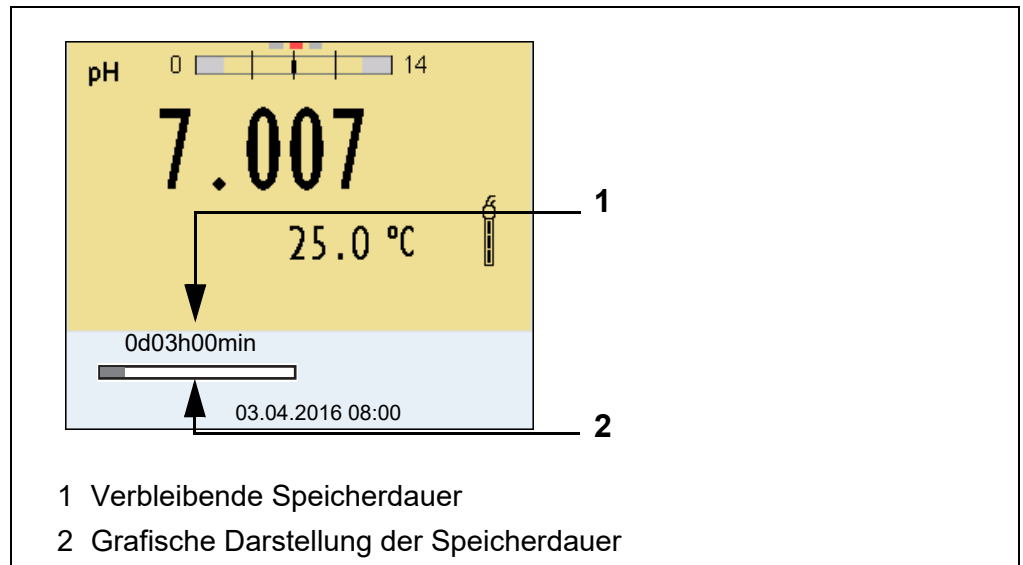 pH 0 14
7.007
25.0 °C
1
0d03h00min
03.04.2016 08:00
2
1 Verbleibende Speicherdauer
2 Grafische Darstellung der Speicherdauer